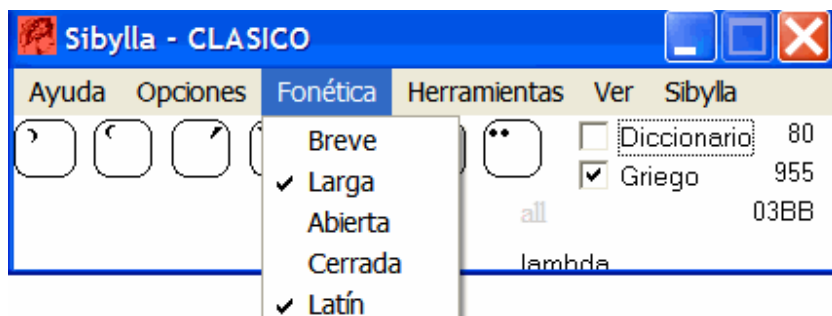 Sibylla - CLASICO
Ayuda Opciones Fonética Herramientas Ver Sibylla
Breve
Larga
Abierta
Cerrada
Latín
Diccionario 80
Griego 955
all 03BB
lambda